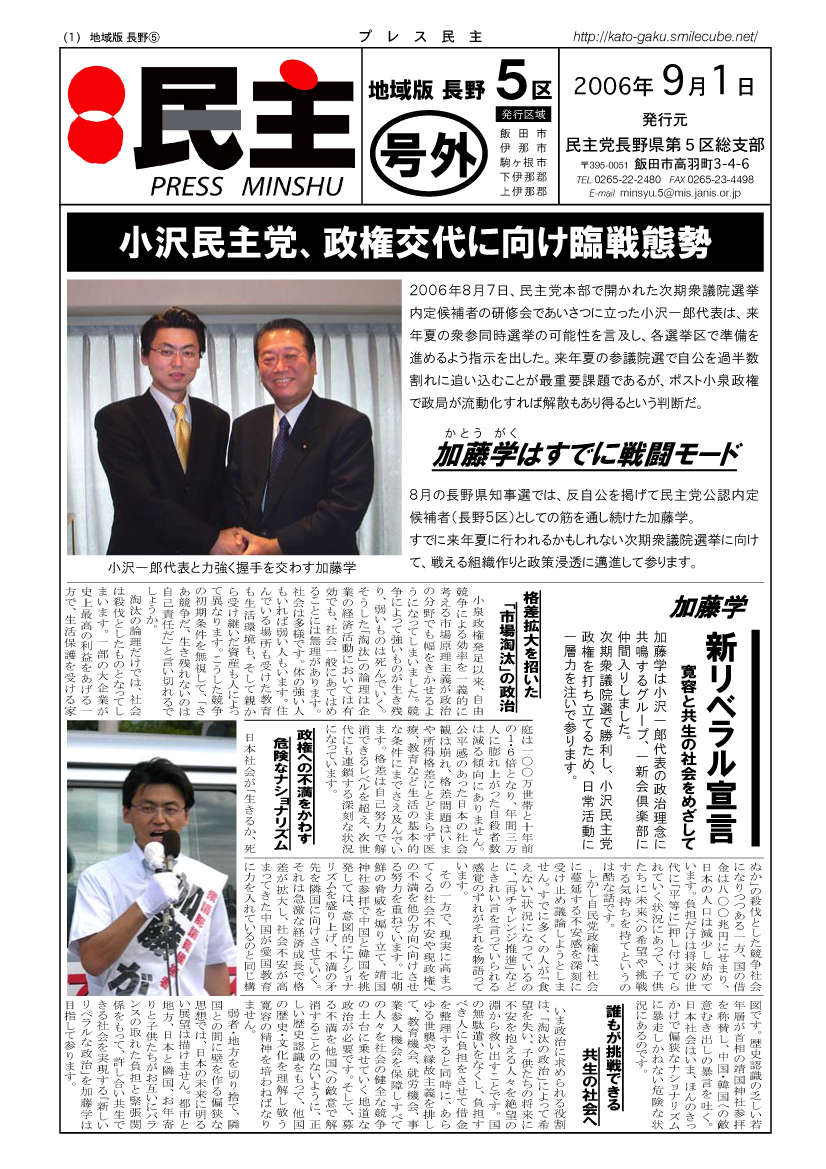 (1) 地域版 長野⑤
プ レ ス 民 主
http://kato-gaku.smilecube.net/
民主
PRESS MINSHU
地域版 長野 5区
号外
発行区域
飯田市
伊那市
駒ヶ根市
下伊那郡
上伊那郡
2006年 9月1日
発行元
民主党長野県第5区総支部
〒395-0051 飯田市高羽町3-4-6
TEL 0265-22-2480 FAX 0265-23-4498
E-mail minsyu.5@mis.janis.or.jp
小沢民主党、政権交代に向け臨戦態勢
2006年8月7日、民主党本部で開かれた次期衆議院選挙
内定候補者の研修会であいさつに立った小沢一郎代表は、来
年夏の衆参同時選挙の可能性を言及し、各選挙区で準備を
進めるよう指示を出した。来年夏の参議院選で自公を過半数
割れに追い込むことが最重要課題であるが、ポスト小泉政権
で政局が流動化すれば解散もあり得るという判断だ。
かとう がく
加藤学はすでに戦闘モード
8月の長野県知事選では、反自公を掲げて民主党公認内定
候補者(長野5区)としての筋を通し続けた加藤学。
すでに来年夏に行われるかもしれない次期衆議院選挙に向け
て、戦える組織作りと政策浸透に邁進して参ります。
小沢一郎代表と力強く握手を交わす加藤学
加藤学
新リベラル宣言
寛容と共生の社会をめざして
加藤学は小沢一郎代表の政治理念に
共鳴するグループ、一新会倶楽部に
仲間入りしました。
次期衆議院選で勝利し、小沢民主党
政権を打ち立てるため、日常活動に
一層力を注いで参ります。
格差拡大を招いた
「市場淘汰」の政治
小泉政権発足以来、自由
競争による効率を一義的に
考える市場原理主義が政治
の分野でも幅をきかせるよ
うになってしまいました。競
争によって強いものが生き残
り、弱いものは死んでいく。
そうした「淘汰」の論理は企
業の経済活動においては有
効でも、社会一般にあてはめ
ることには無理があります。
社会は多様です。体の強い人
もいれば弱い人もいます。住
んでいる場所も受けた教育
も生活環境も、そして親か
ら受け継いだ資産も人によっ
て異なります。こうした競争
の初期条件を無視して、「さ
あ競争だ、生き残れないのは
自己責任だ」と言い切れるで
しょうか。
淘汰の論理だけでは、社会
は殺伐としたものとなってし
まいます。一部の大企業が
史上最高の利益をあげる一
方で、生活保護を受ける家
庭は一〇〇万世帯と十年前
の1・6倍となり、年間三万
人に膨れ上がった自殺者数
は減る傾向にありません。
公平感のあった日本の社会
観は崩れ、格差問題はいま
や所得格差にとどまらず医
療、教育など生活の基本的
な条件にまでさえ及んでい
ます。格差は自己努力で解
消できるレベルを超え、次世
代にも連鎖する深刻な状況
になっています。
政権への不満をかわす
危険なナショナリズム
日本社会が「生きるか、死
ぬか」の殺伐とした競争社会
になりつつある一方、国の借
金は八〇〇兆円にせまり、
日本の人口は減少し始めて
います。負担だけは将来の世
代に「平等に」押し付けてら
れていく状況にあって、子供
たちに未来への希望や挑戦
する気持ちを持てというの
は酷な話です。
しかし自民党政権は、社会
に蔓延する不安感を深刻に
受け止め議論しようとしま
せん。すでに多くの人が「食
えない」状況になっているの
に、「再チャレンジ推進」など
ときれい言を言っていられる
感覚のずれがそれを物語って
います。
その一方で、現実に高まっ
てくる社会不安や現政権へ
の不満を他の方向へ向けさせ
る努力を重ねています。北朝
鮮の脅威を煽り立て、靖国
神社参拝で中国と韓国を挑
発しては、意図的にナショナ
リズムを盛り上げ、不満の矛
先を隣国に向けさせていく。
それは急激な経済成長で格
差が拡大し、社会不安が高
まってきた中国が愛国教育
に力を入れているのと同じ構
図です。歴史認識の乏しい若
年層が首相の靖国神社参拝
を称賛し、中国・韓国への敵
意むき出しの暴言を吐く。
日本社会はいま、ほんのきっ
かけで偏狭なナショナリズム
に暴走しかねない危険な状
況にあるのです。
誰もが挑戦できる
共生の社会へ
いま政治に求められる役割
は、「淘汰の政治」によって希
望を失い、子供たちの将来に
不安を抱える人々を絶望の
淵から救い出すことです。国
の無駄遣いをなくし、負担す
べき人に負担をさせて借金
を整理すると同時に、あら
ゆる世襲や縁故主義を排し
て、教育機会、就労機会、事
業参入機会を保障しすべて
の人々を社会の健全な競争
の土台に乗せていく地道な
政治が必要です。そして、募
る不満を他国への敵意で解
消することのないように、正
しい歴史認識をもって、他国
の歴史・文化を理解し敬う
寛容の精神を培わねばなり
ません。
弱者・地方を切り捨て、隣
国との間に壁を作る偏狭な
思想では、日本の未来に明る
い展望は描けません。都市と
地方、日本と隣国、お年寄
りと子供たちがお互いにバラ
ンスの取れた負担と緊張関
係をもって、許し合い共生で
きる社会を実現する「新しい
リベラルな政治」を加藤学は
目指して参ります。